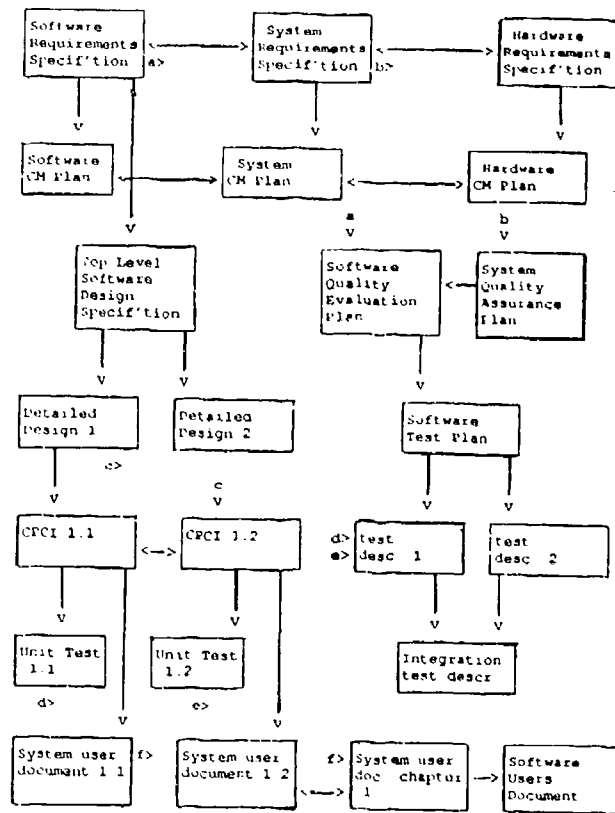 Software
Requirements
Specif'tion
a>
System
Requirements
Specif'tion
b>
Hardware
Requirements
Specif'tion
Software
CM Plan
System
CM Plan
Hardware
CM Plan
a
b
Top Level
Software
Design
Specif'tion
Software
Quality
Evaluation
Plan
System
Quality
Assurance
Plan
Detailed
Design 1
Detailed
Design 2
Software
Test Plan
c>
c
CPCI 1.1
CPCI 1.2
d>
e>
test
desc 1
test
desc 2
Unit Test
1.1
Unit Test
1.2
Integration
test descr
d>
e>
System user
document 1 1
f>
System user
document 1 2
f>
System user
doc chapter
1
Software
Users
Document